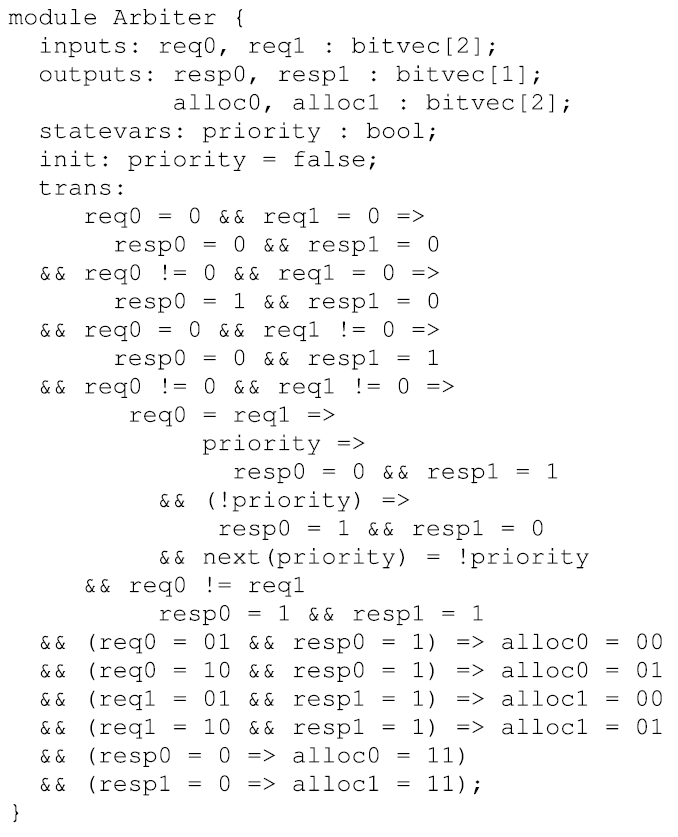 module Arbiter {
  inputs: req0, req1 : bitvec[2];
  outputs: resp0, resp1 : bitvec[1];
           alloc0, alloc1 : bitvec[2];
  statevars: priority : bool;
  init: priority = false;
  trans:
     req0 = 0 && req1 = 0 =>
       resp0 = 0 && resp1 = 0
  && req0 != 0 && req1 = 0 =>
       resp0 = 1 && resp1 = 0
  && req0 = 0 && req1 != 0 =>
       resp0 = 0 && resp1 = 1
  && req0 != 0 && req1 != 0 =>
        req0 = req1 =>
             priority =>
               resp0 = 0 && resp1 = 1
          && (!priority) =>
              resp0 = 1 && resp1 = 0
          && next(priority) = !priority
     && req0 != req1
          resp0 = 1 && resp1 = 1
  && (req0 = 01 && resp0 = 1) => alloc0 = 00
  && (req0 = 10 && resp0 = 1) => alloc0 = 01
  && (req1 = 01 && resp1 = 1) => alloc1 = 00
  && (req1 = 10 && resp1 = 1) => alloc1 = 01
  && (resp0 = 0 => alloc0 = 11)
  && (resp1 = 0 => alloc1 = 11);
}